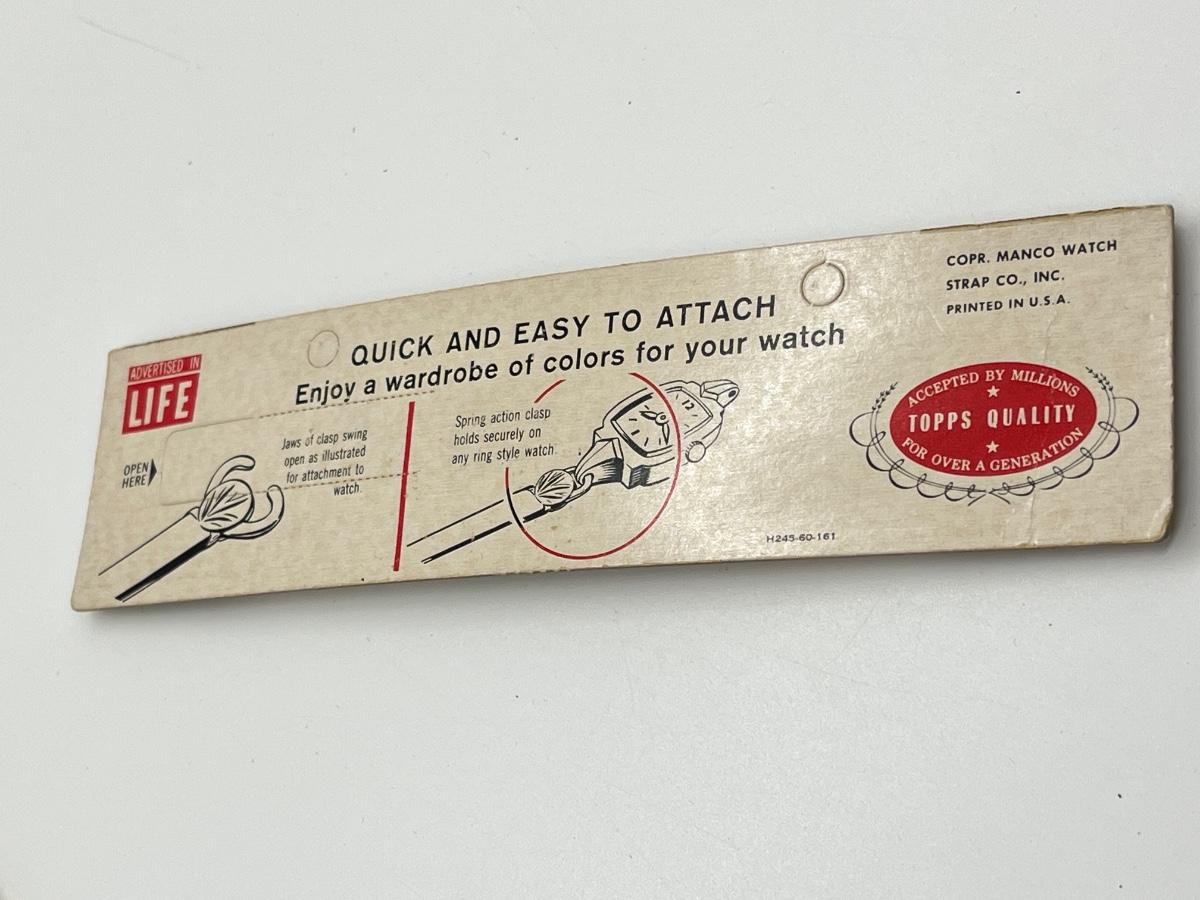 ADVERTISED IN
LIFE
QUICK AND EASY TO ATTACH
Enjoy a wardrobe of colors for your watch
COPR. MANCO WATCH
STRAP CO., INC.
PRINTED IN U.S.A.
OPEN
HERE
Jaws of clasp swing
open as illustrated
for attachment to
watch.
Spring action clasp
holds securely on
any ring style watch.
12
ACCEPTED BY MILLIONS
TOPPS QUALITY
FOR OVER A GENERATION
H245-60-161